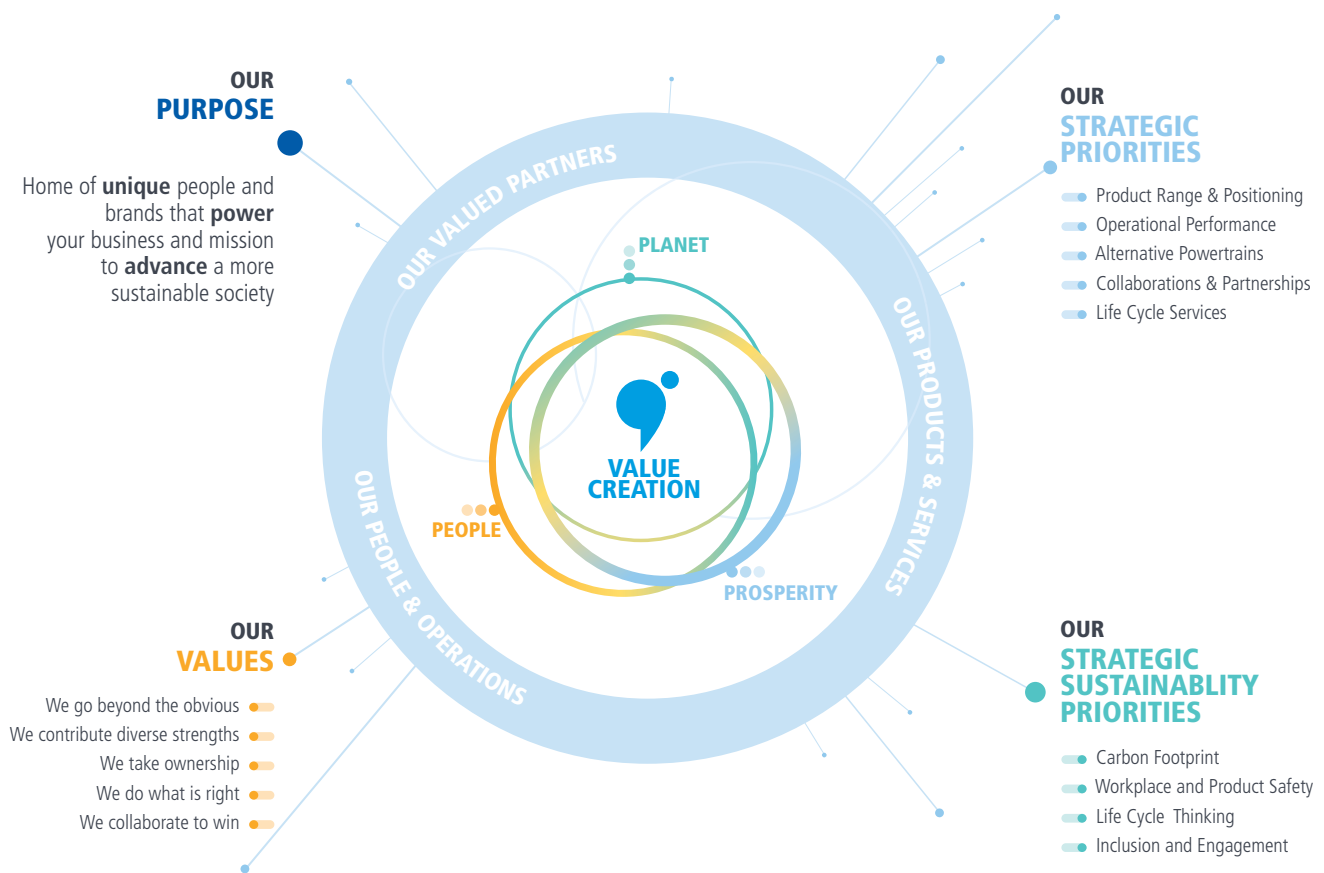 OUR
PURPOSE
Home of unique people and
brands that power
your business and mission
to advance a more
sustainable society
OUR
STRATEGIC
PRIORITIES
Product Range & Positioning
Operational Performance
Alternative Powertrains
Collaborations & Partnerships
Life Cycle Services
OUR VALUED PARTNERS
OUR PRODUCTS & SERVICES
OUR PEOPLE & OPERATIONS
PLANET
VALUE
CREATION
PEOPLE
PROSPERITY
OUR
VALUES
We go beyond the obvious
We contribute diverse strengths
We take ownership
We do what is right
We collaborate to win
OUR
STRATEGIC
SUSTAINABLITY
PRIORITIES
Carbon Footprint
Workplace and Product Safety
Life Cycle Thinking
Inclusion and Engagement